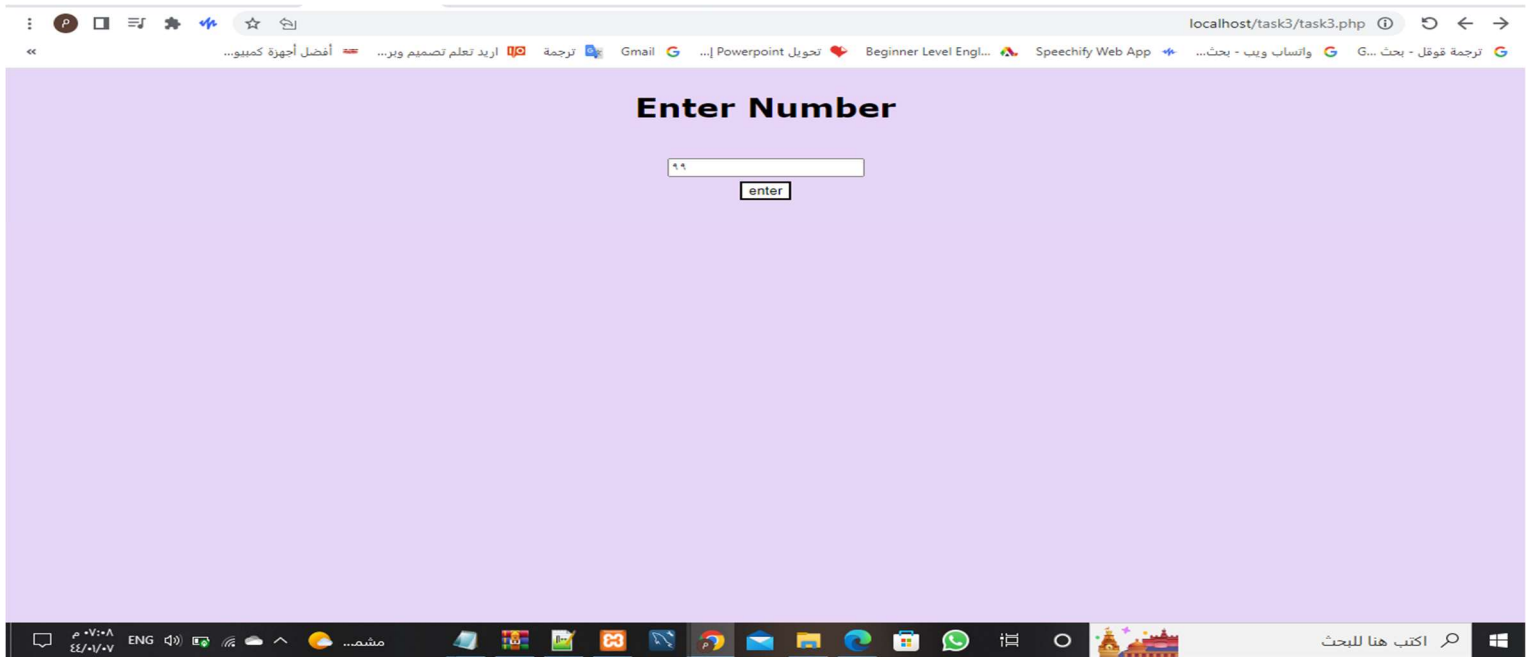 localhost/task3/task3.php
ترجمة قوقل - بحث G...
واتساب ويب - بحث...
Speechify Web App
Beginner Level Engl...
تحويل Powerpoint إ...
Gmail
ترجمة
اريد تعلم تصميم وبر...
أفضل أجهزة كمبيو...
Enter Number
٩٩
enter
اكتب هنا للبحث
مشم...
ENG
٠٧:٠٨ م
٤٤/٠١/٠٧